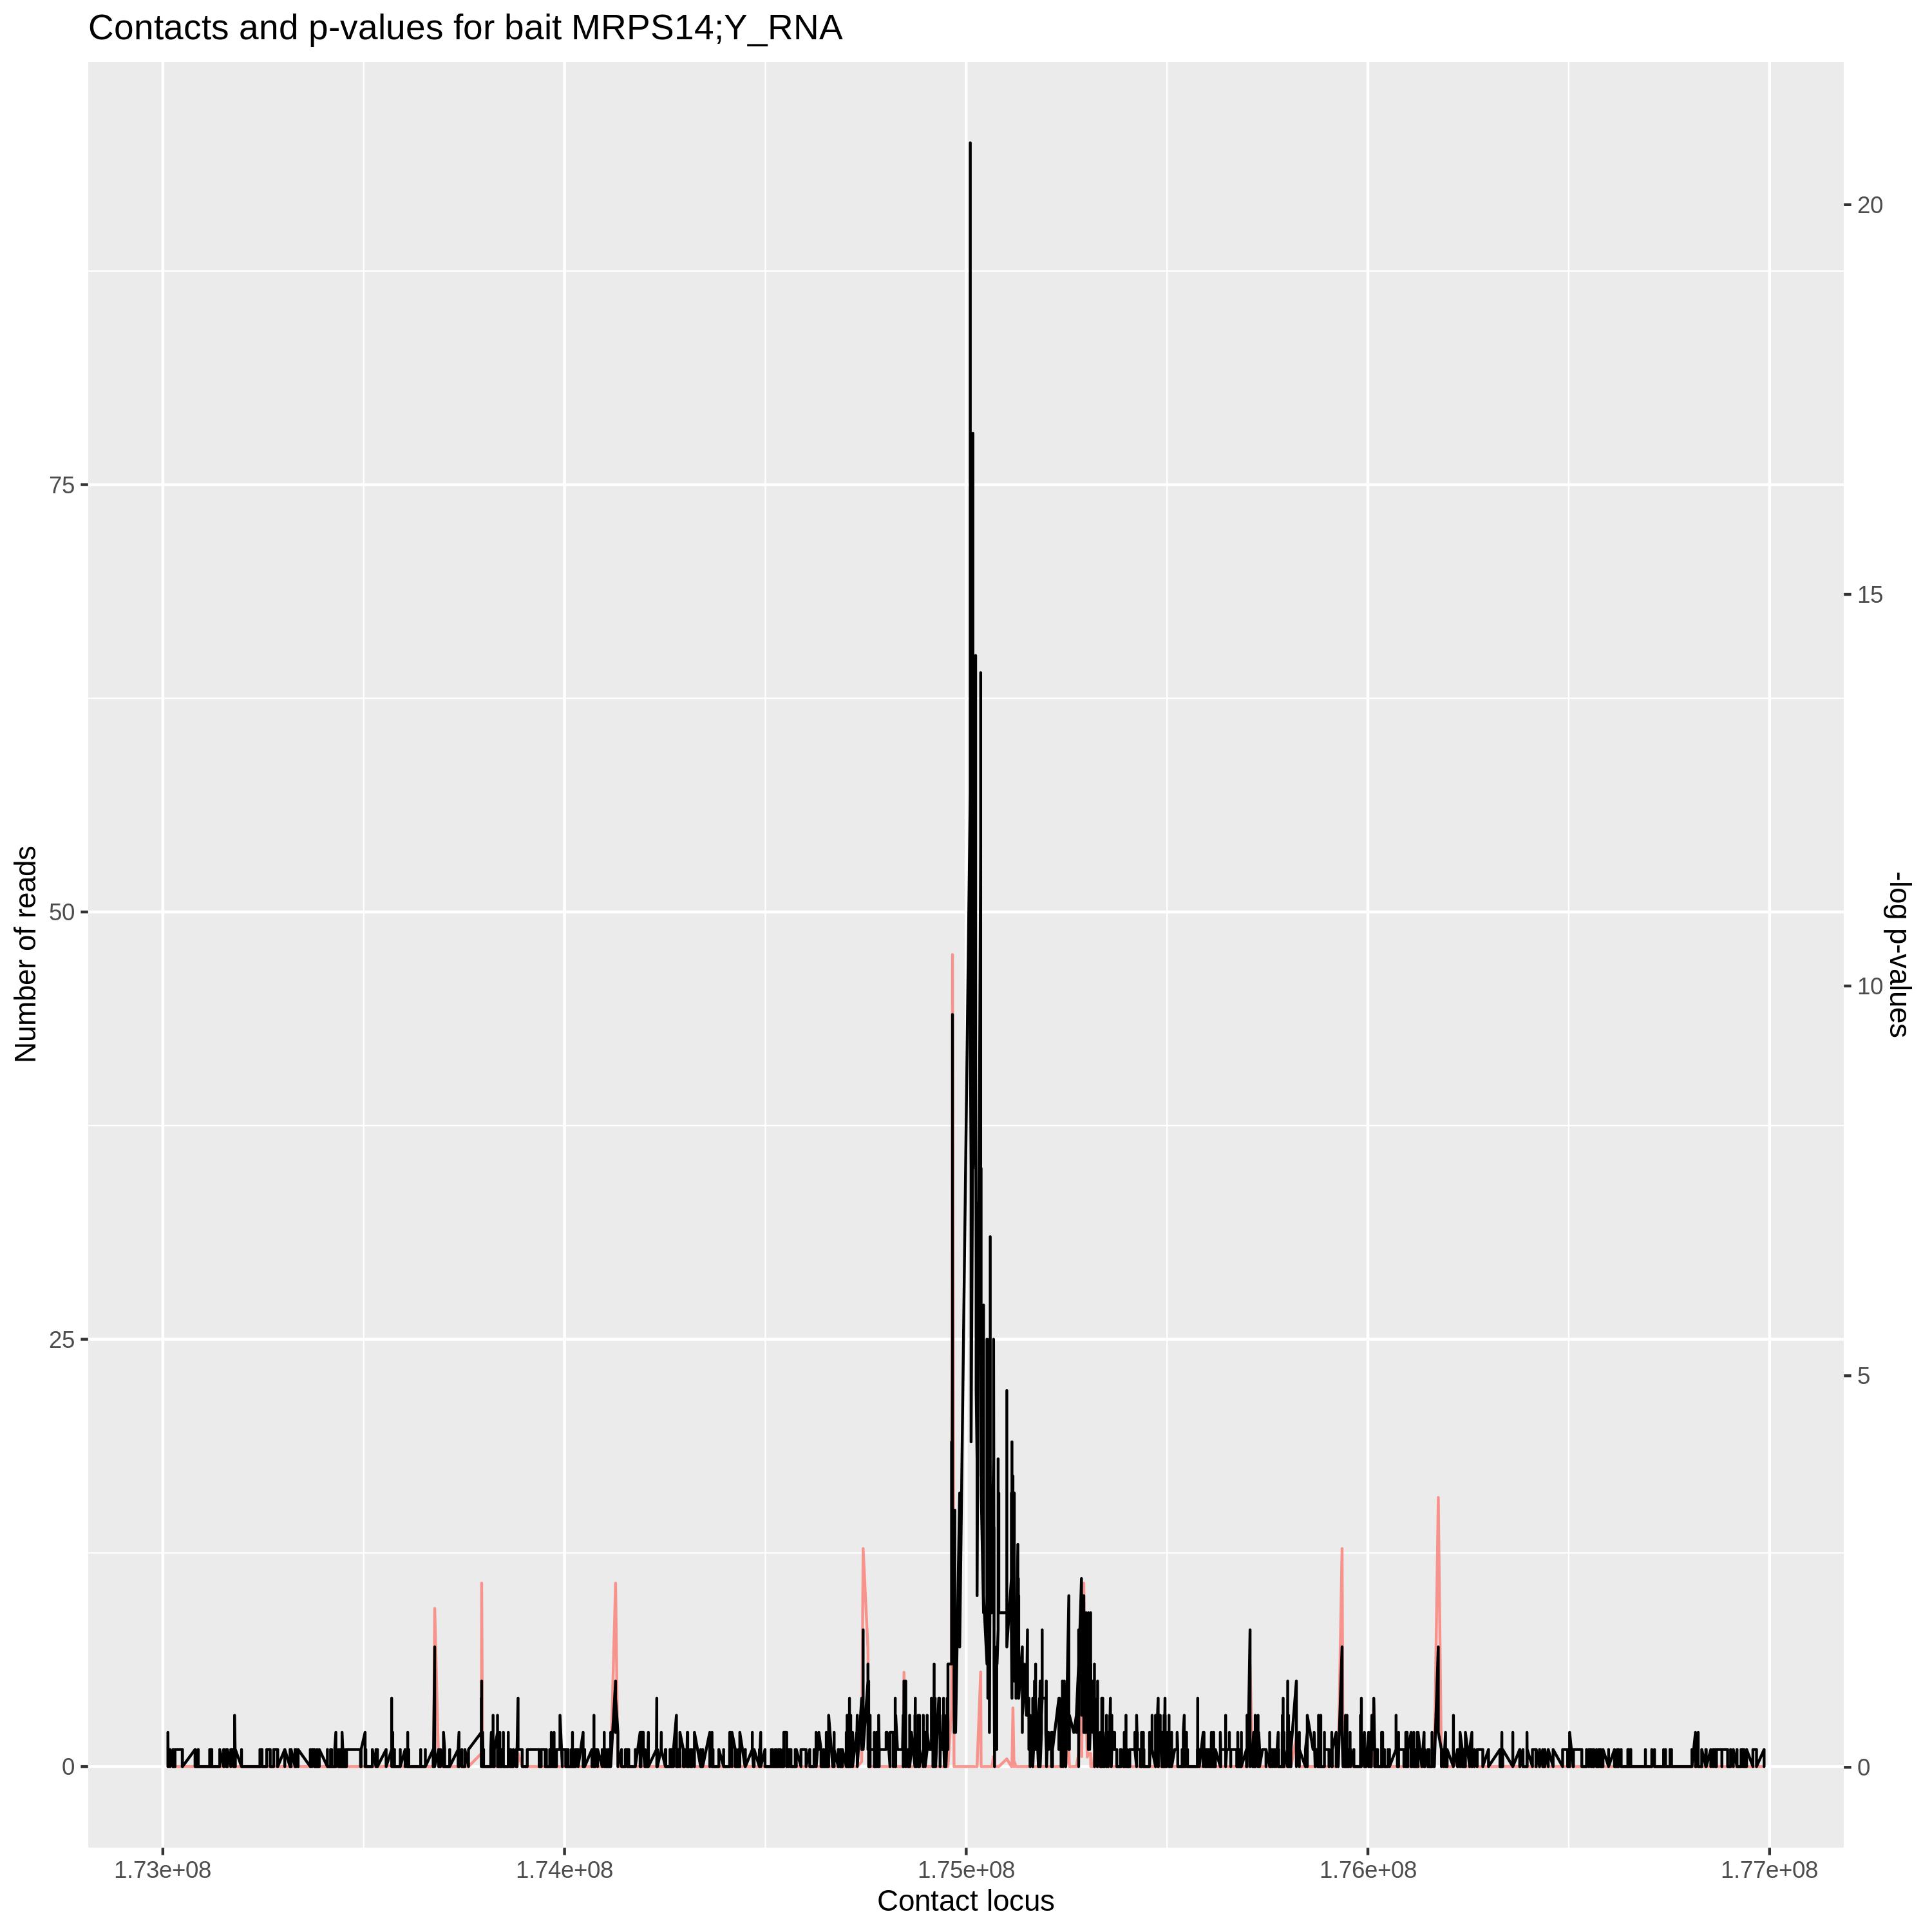 Contacts and p-values for bait MRPS14;Y_RNA
Number of reads
75
50
25
0
20
15
10
5
0
-log p-values
1.73e+08
1.74e+08
1.75e+08
1.76e+08
1.77e+08
Contact locus